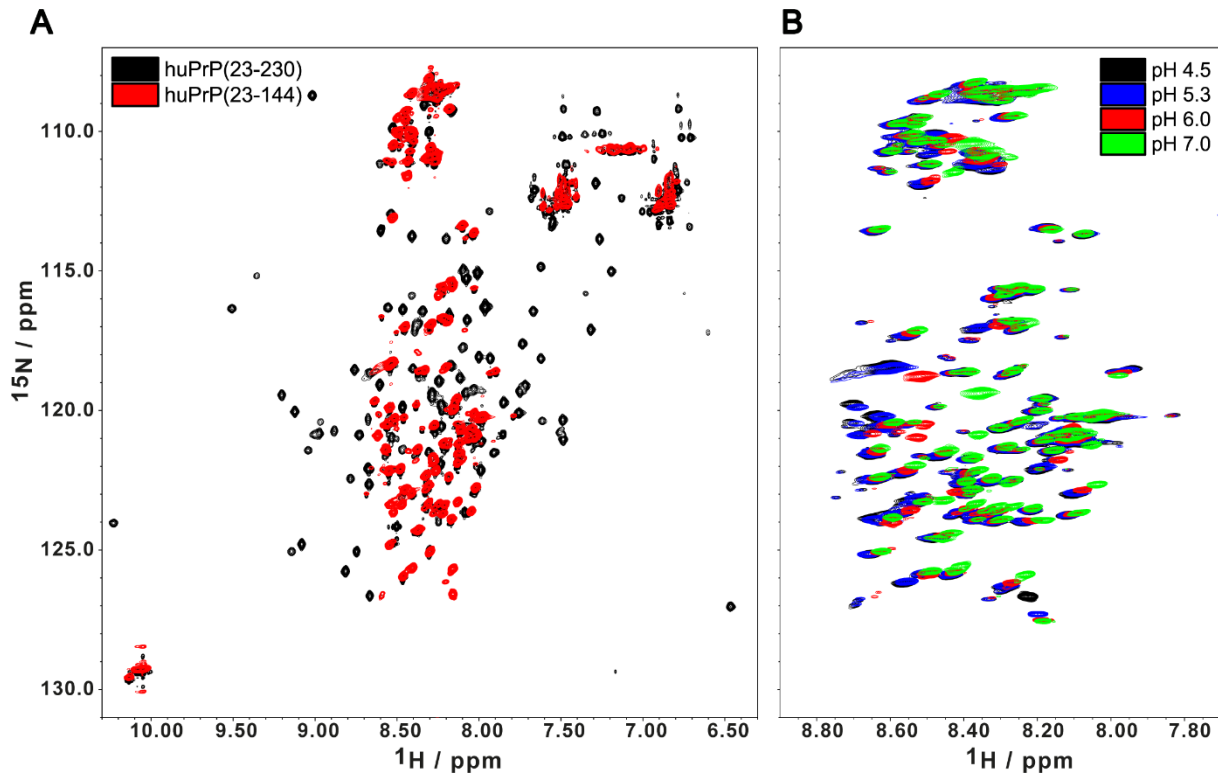 A
B
huPrP(23-230)
huPrP(23-144)
pH 4.5
pH 5.3
pH 6.0
pH 7.0
110.0
115.0
120.0
125.0
130.0
15N / ppm
10.00 9.50 9.00 8.50 8.00 7.50 7.00 6.50
8.80 8.60 8.40 8.20 8.00
1H / ppm
1H / ppm